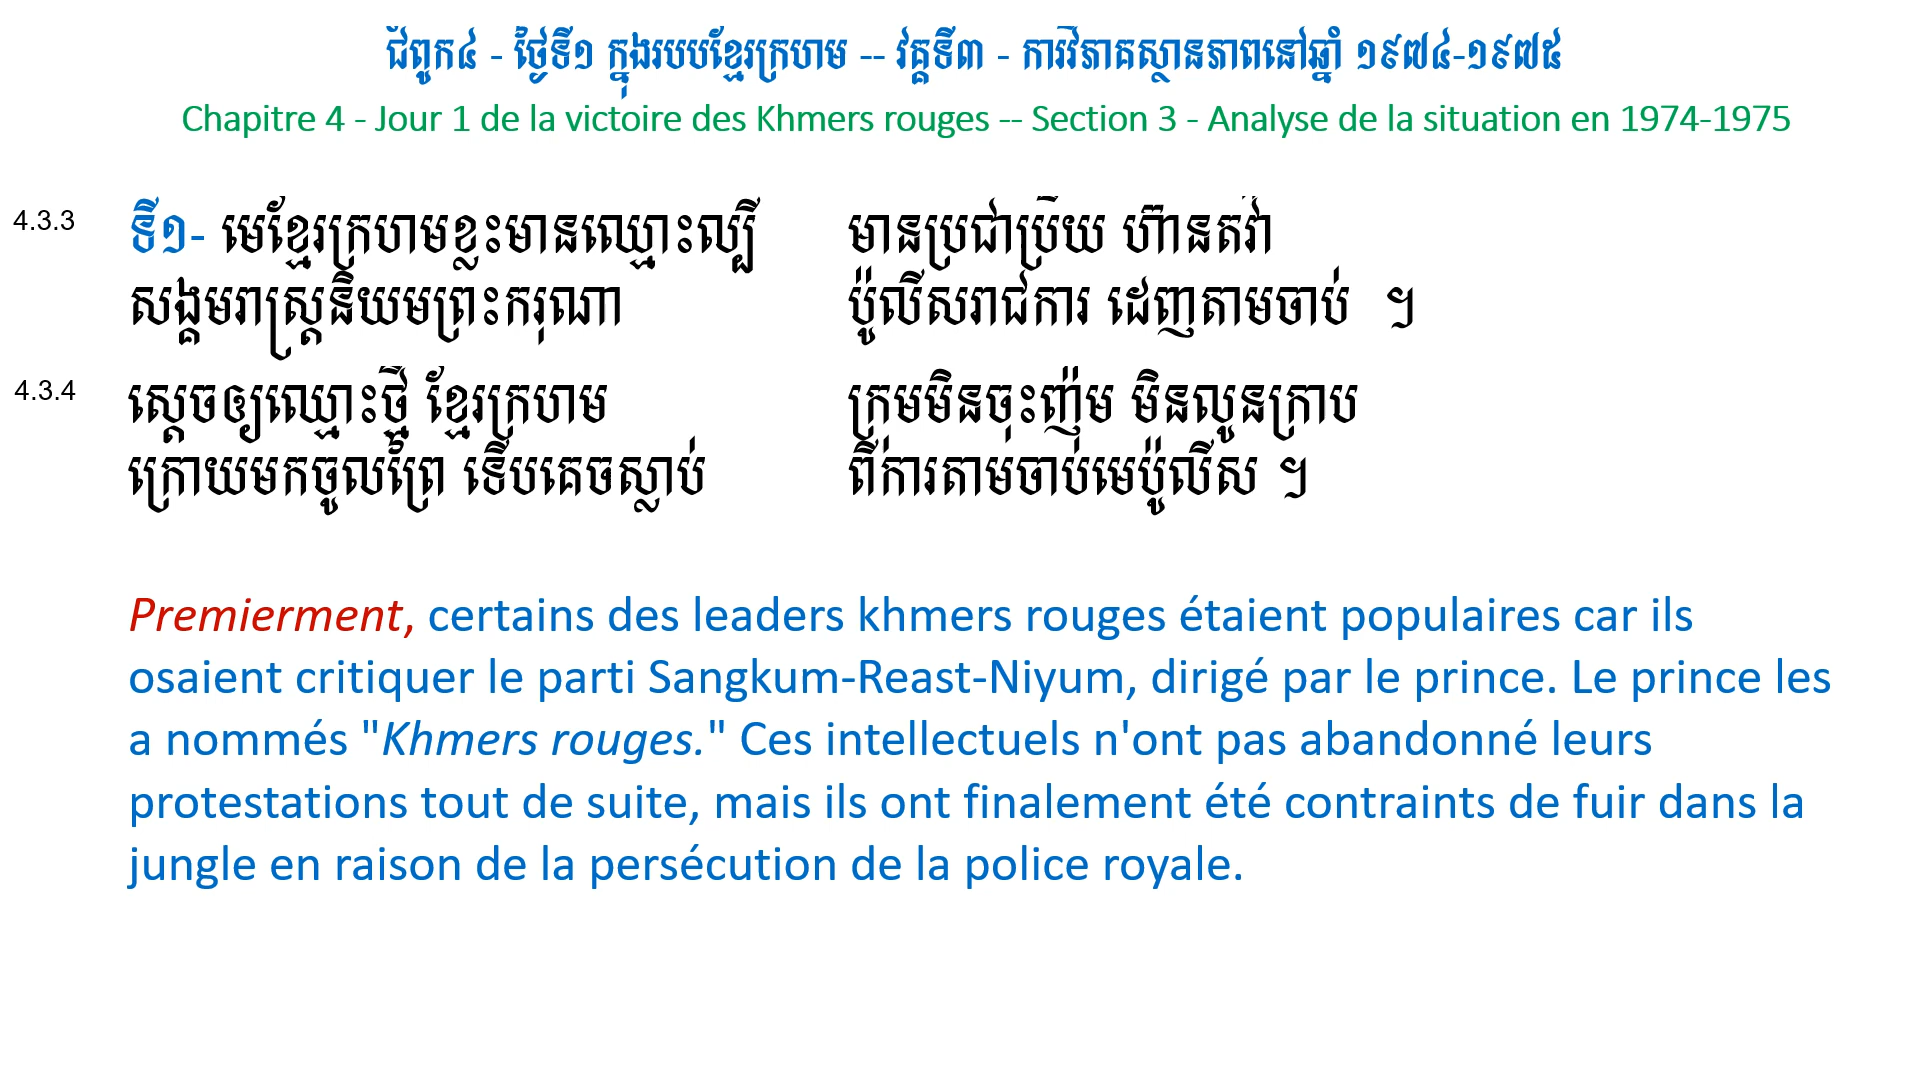 ជំពូក៤ - ថ្ងៃទី១ ក្នុងរបបខ្មែរក្រហម -- វគ្គទី៣ - ការវិភាគស្ថានភាពនៅឆ្នាំ ១៩៧៤-១៩៧៥
Chapitre 4 - Jour 1 de la victoire des Khmers rouges -- Section 3 - Analyse de la situation en 1974-1975
4.3.3 ទី១- មេខ្មែរក្រហមខ្លះមានឈ្មោះល្បី មានប្រជាប្រិយ ហ៊ានតវ៉ា
សង្គមរាស្ត្រនិយមព្រះករុណា ប៉ូលីសរាជការ ដេញតាមចាប់ ។
4.3.4 ស្តេចឲ្យឈ្មោះថ្មី ខ្មែរក្រហម ក្រុមមិនចុះញ៉ម មិនលូនក្រាប
ក្រោយមកចូលព្រៃ ទើបគេចស្លាប់ ពីការតាមចាប់មេប៉ូលីស ។
Premierment, certains des leaders khmers rouges étaient populaires car ils
osaient critiquer le parti Sangkum-Reast-Niyum, dirigé par le prince. Le prince les
a nommés "Khmers rouges." Ces intellectuels n'ont pas abandonné leurs
protestations tout de suite, mais ils ont finalement été contraints de fuir dans la
jungle en raison de la persécution de la police royale.